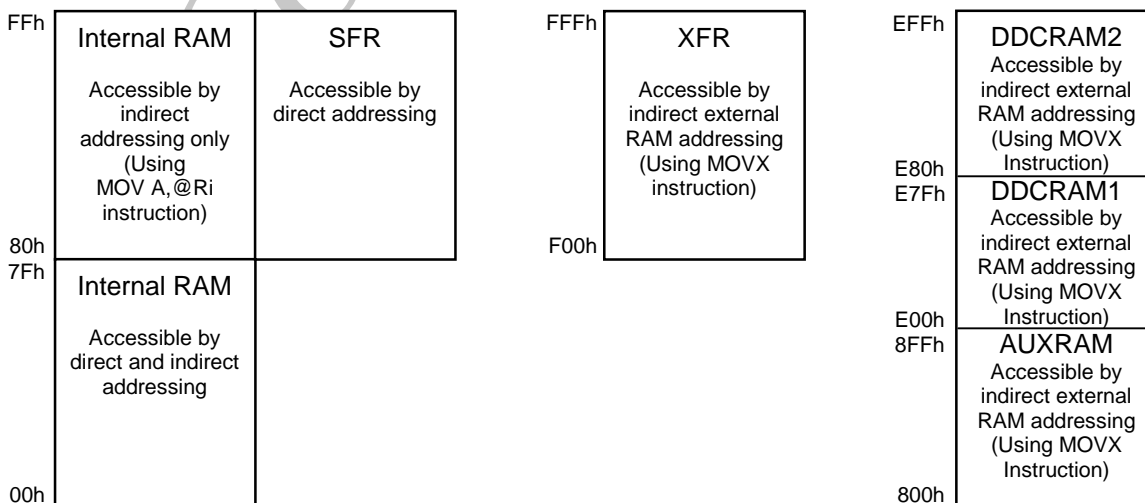 FFh
Internal RAM
Accessible by
indirect
addressing only
(Using
MOV A,@Ri
instruction)
80h
SFR
Accessible by
direct addressing
7Fh
Internal RAM
Accessible by
direct and indirect
addressing
00h
FFFh
XFR
Accessible by
indirect external
RAM addressing
(Using MOVX
instruction)
F00h
EFFh
DDCRAM2
Accessible by
indirect external
RAM addressing
(Using MOVX
Instruction)
E80h
E7Fh
DDCRAM1
Accessible by
indirect external
RAM addressing
(Using MOVX
Instruction)
E00h
8FFh
AUXRAM
Accessible by
indirect external
RAM addressing
(Using MOVX
Instruction)
800h